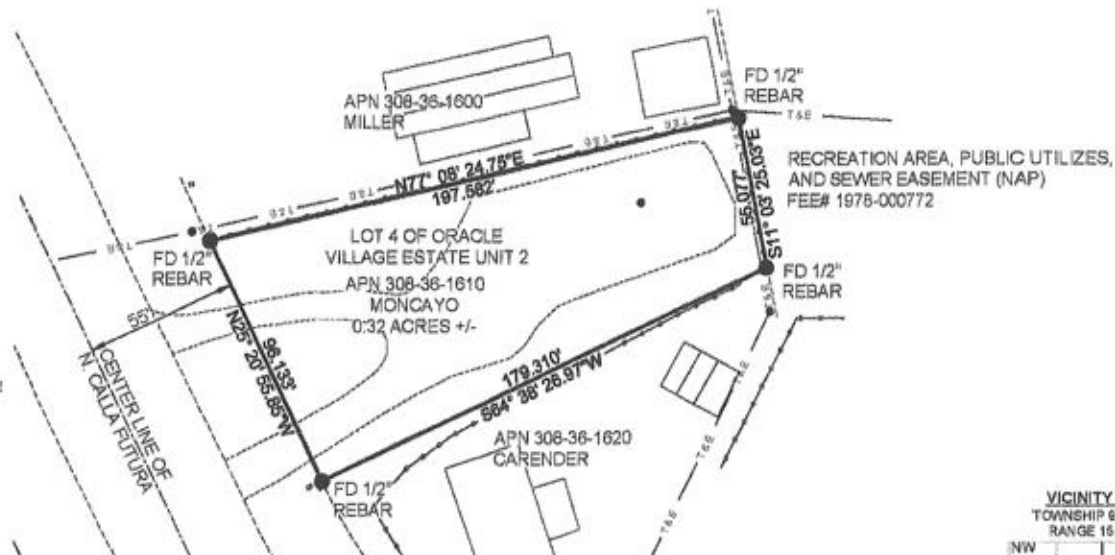 FD 1/2"
REBAR
APN 308-36-1600
MILLER
T&B
T&B
T&B
N77° 08' 24.75"E
197.582'
55.077'
S11° 03' 25.03"E
RECREATION AREA, PUBLIC UTILIZES,
AND SEWER EASEMENT (NAP)
FEE# 1978-000772
LOT 4 OF ORACLE
VILLAGE ESTATE UNIT 2
APN 308-36-1610
MONCAYO
0.32 ACRES +/-
FD 1/2"
REBAR
FD 1/2"
REBAR
55'
96.133'
N25° 20' 55.85"W
CENTER LINE OF
N. CALLA FUTURA
179.310'
S64° 38' 26.97"W
T&B
APN 308-36-1620
CARENDER
FD 1/2"
REBAR
T&B
VICINITY
TOWNSHIP
RANGE 15
NW